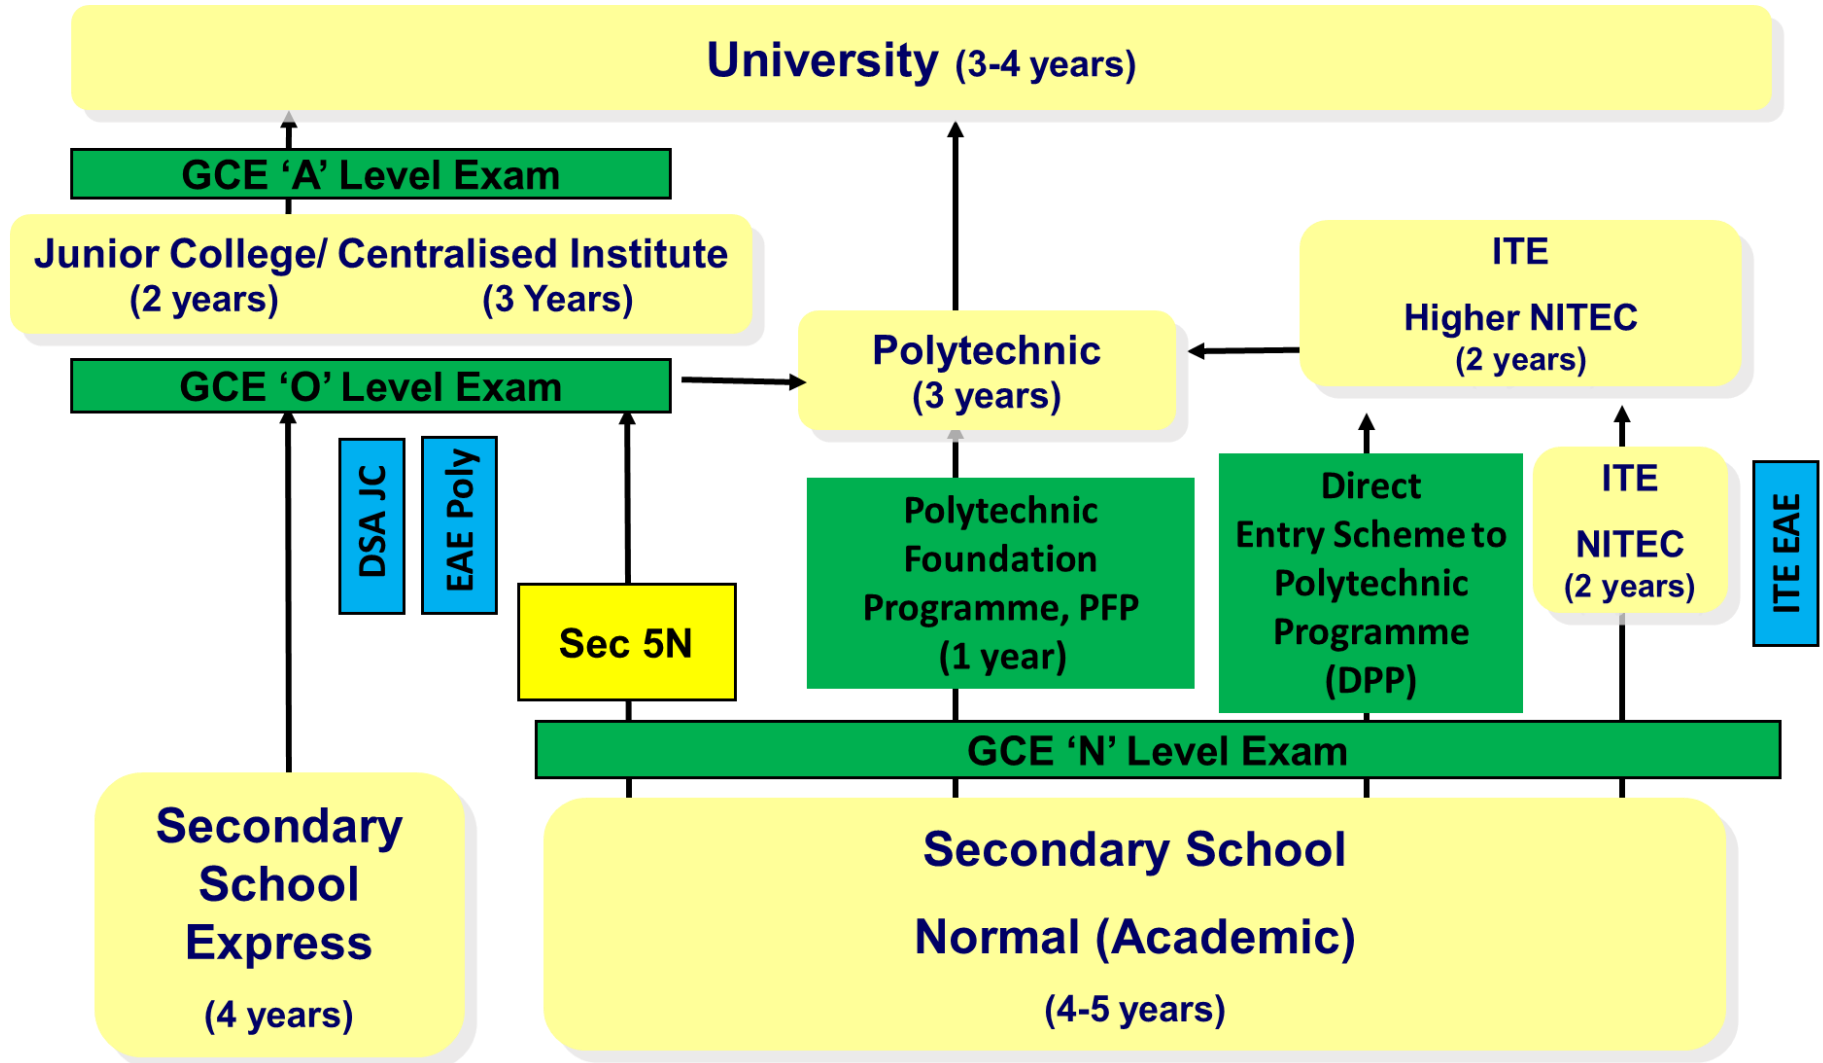 University (3-4 years)
GCE ‘A’ Level Exam
Junior College/ Centralised Institute
(2 years) (3 Years)
GCE ‘O’ Level Exam
Polytechnic
(3 years)
ITE
Higher NITEC
(2 years)
DSA JC
EAE Poly
Sec 5N
Polytechnic
Foundation
Programme, PFP
(1 year)
Direct
Entry Scheme to
Polytechnic
Programme
(DPP)
ITE
NITEC
(2 years)
ITE EAE
GCE ‘N’ Level Exam
Secondary
School
Express
(4 years)
Secondary School
Normal (Academic)
(4-5 years)